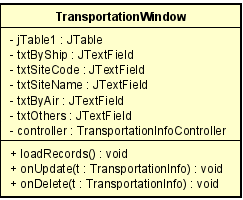 TransportationWindow
- jTable1 : JTable
- txtByShip : JTextField
- txtSiteCode : JTextField
- txtSiteName : JTextField
- txtByAir : JTextField
- txtOthers : JTextField
- controller : TransportationInfoController
+ loadRecords() : void
+ onUpdate(t : TransportationInfo) : void
+ onDelete(t : TransportationInfo) : void